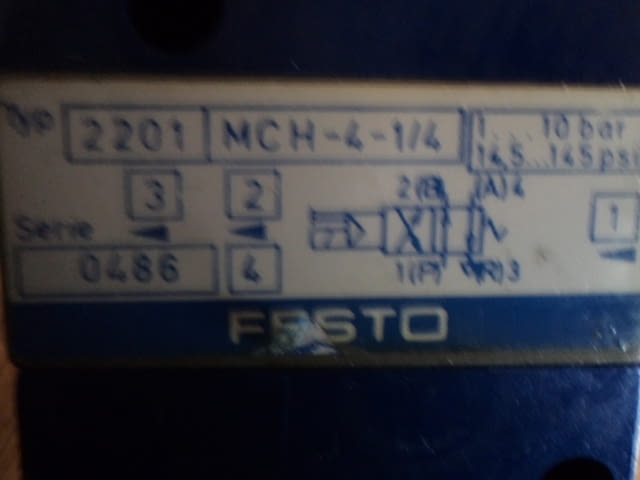 Typ 2201 MCH-4-1/4 1...10 bar
14,5...145 psi
3 2 2(B) (A)4 1
Serie
0486 4 1(P) (R)3
FESTO